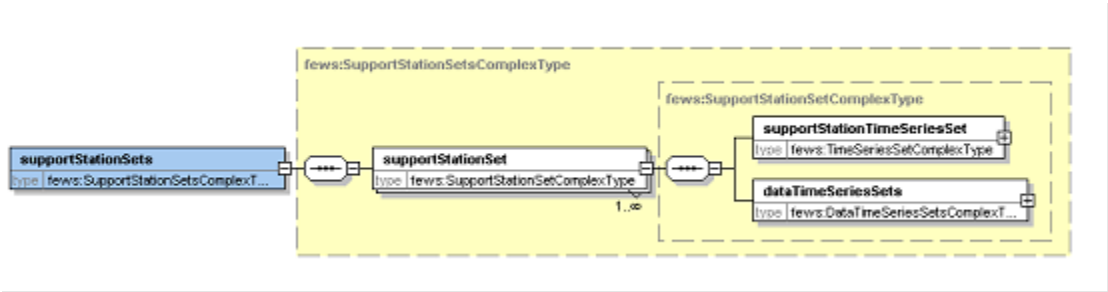 fews:SupportStationSetsComplexType
fews:SupportStationSetComplexType
supportStationTimeSeriesSet
type fews:TimeSeriesSetComplexType
supportStationSets
type fews:SupportStationSetsComplexT...
supportStationSet
type fews:SupportStationSetComplexType
1..∞
dataTimeSeriesSets
type fews:DataTimeSeriesSetsComplexT...